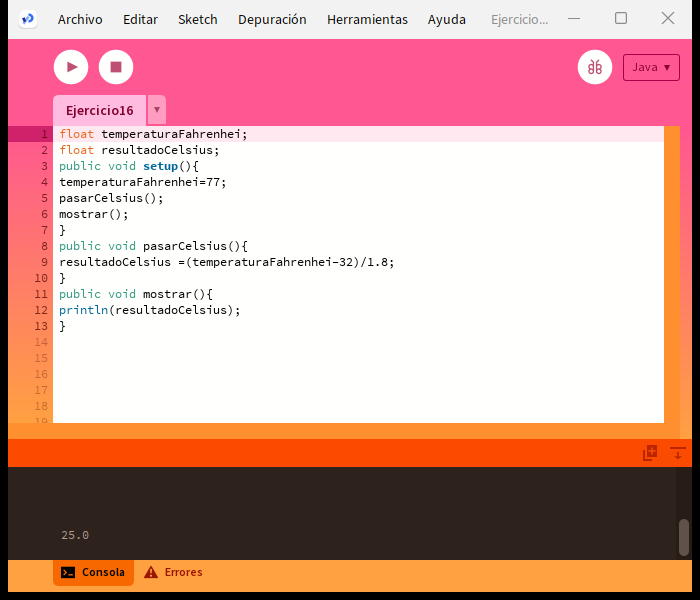 Archivo Editar Sketch Depuración Herramientas Ayuda Ejercicio...
Java ▾
Ejercicio16 ▾
1 float temperaturaFahrenhei;
2 float resultadoCelsius;
3 public void setup(){
4 temperaturaFahrenhei=77;
5 pasarCelsius();
6 mostrar();
7 }
8 public void pasarCelsius(){
9 resultadoCelsius =(temperaturaFahrenhei-32)/1.8;
10 }
11 public void mostrar(){
12 println(resultadoCelsius);
13 }
14
15
16
17
18
19
25.0
Consola Errores